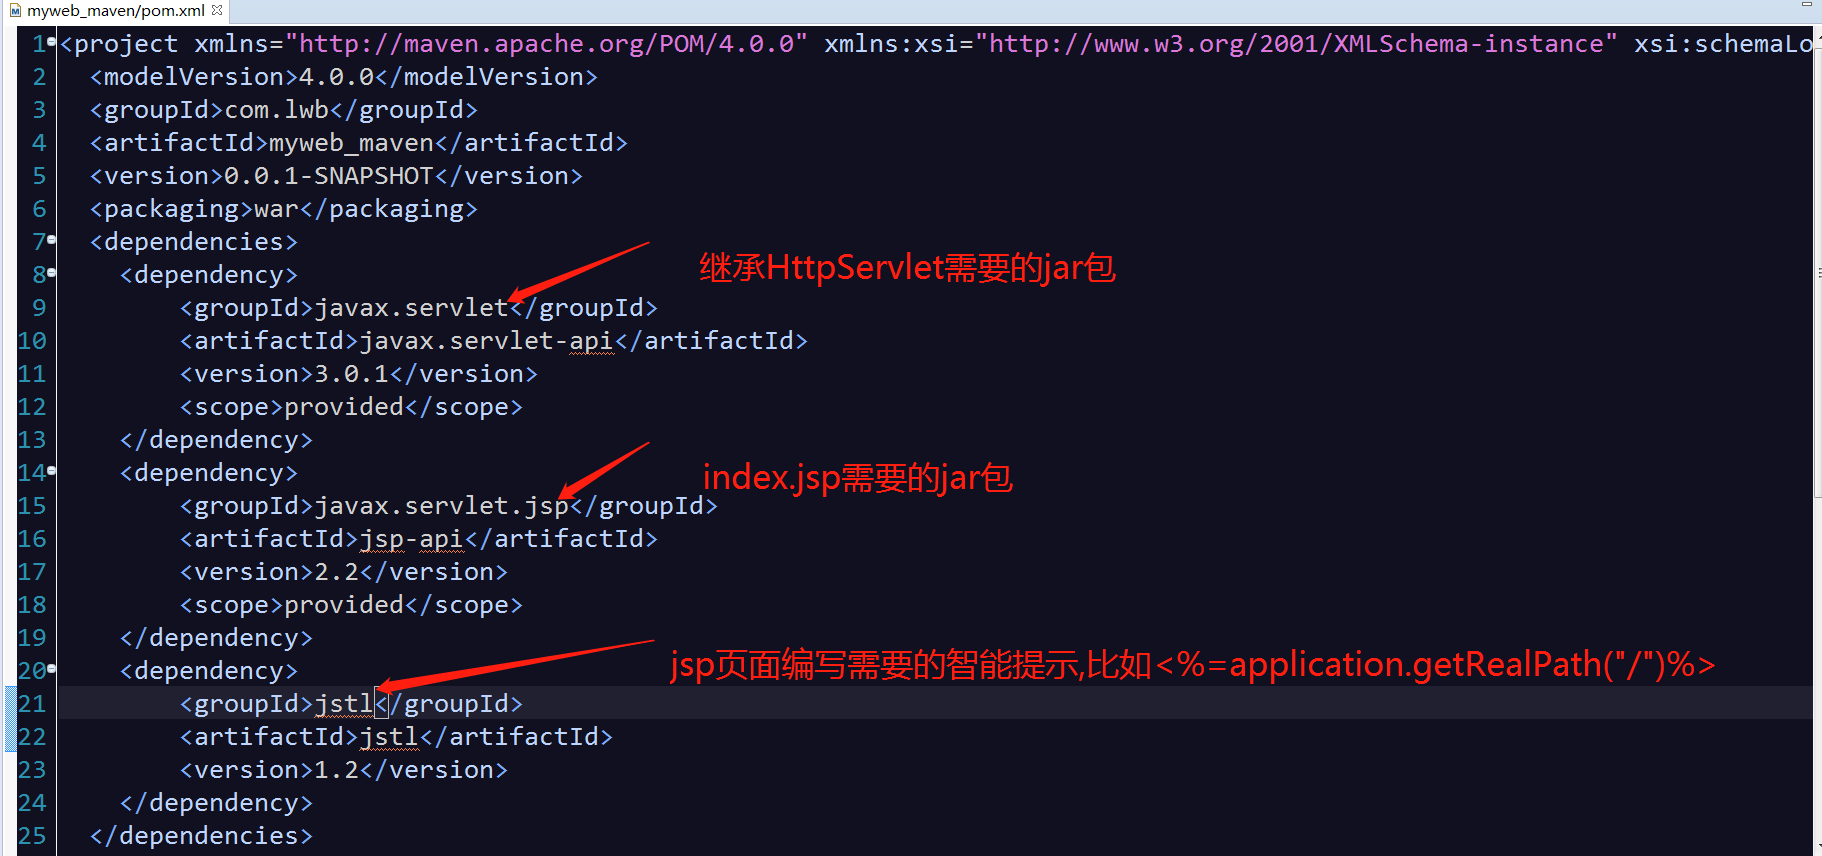 myweb_maven/pom.xml
1 <project xmlns="http://maven.apache.org/POM/4.0.0" xmlns:xsi="http://www.w3.org/2001/XMLSchema-instance" xsi:schemaLo
2 <modelVersion>4.0.0</modelVersion>
3 <groupId>com.lwb</groupId>
4 <artifactId>myweb_maven</artifactId>
5 <version>0.0.1-SNAPSHOT</version>
6 <packaging>war</packaging>
7 <dependencies>
8 <dependency>
继承HttpServlet需要的jar包
9 <groupId>javax.servlet</groupId>
10 <artifactId>javax.servlet-api</artifactId>
11 <version>3.0.1</version>
12 <scope>provided</scope>
13 </dependency>
14 <dependency>
index.jsp需要的jar包
15 <groupId>javax.servlet.jsp</groupId>
16 <artifactId>jsp-api</artifactId>
17 <version>2.2</version>
18 <scope>provided</scope>
19 </dependency>
20 <dependency>
jsp页面编写需要的智能提示,比如<%=application.getRealPath("/")%>
21 <groupId>jstl</groupId>
22 <artifactId>jstl</artifactId>
23 <version>1.2</version>
24 </dependency>
25 </dependencies>